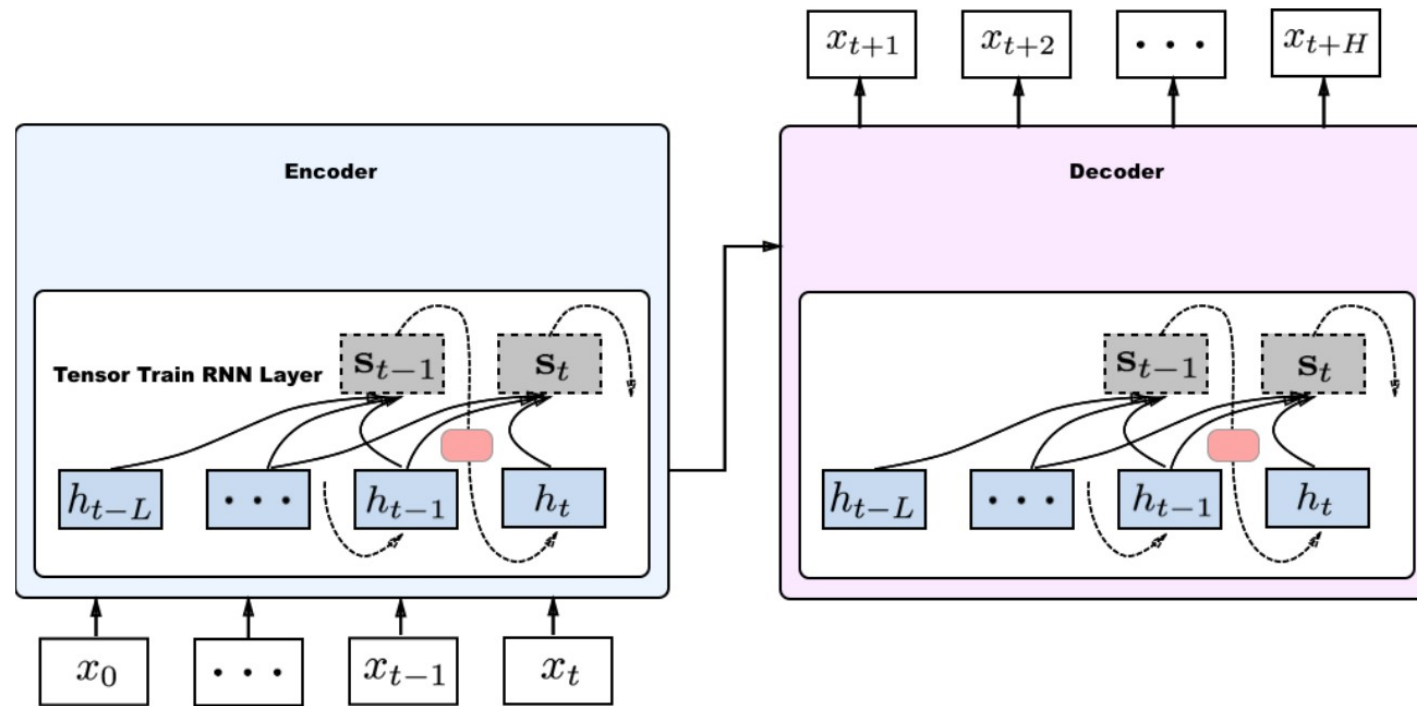 x_{t+1} x_{t+2} • • • x_{t+H}
Encoder
Decoder
s_{t−1} s_t
Tensor Train RNN Layer
h_{t−L} • • • h_{t−1} h_t
s_{t−1} s_t
h_{t−L} • • • h_{t−1} h_t
x_0 • • • x_{t−1} x_t